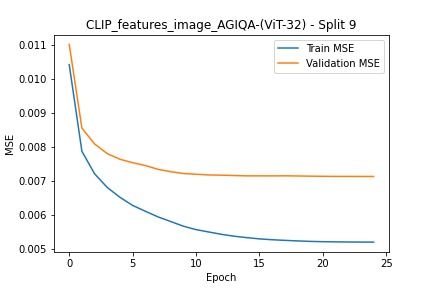 CLIP_features_image_AGIQA-(ViT-32) - Split 9
Train MSE
Validation MSE
MSE
0.011
0.010
0.009
0.008
0.007
0.006
0.005
0 5 10 15 20 25
Epoch